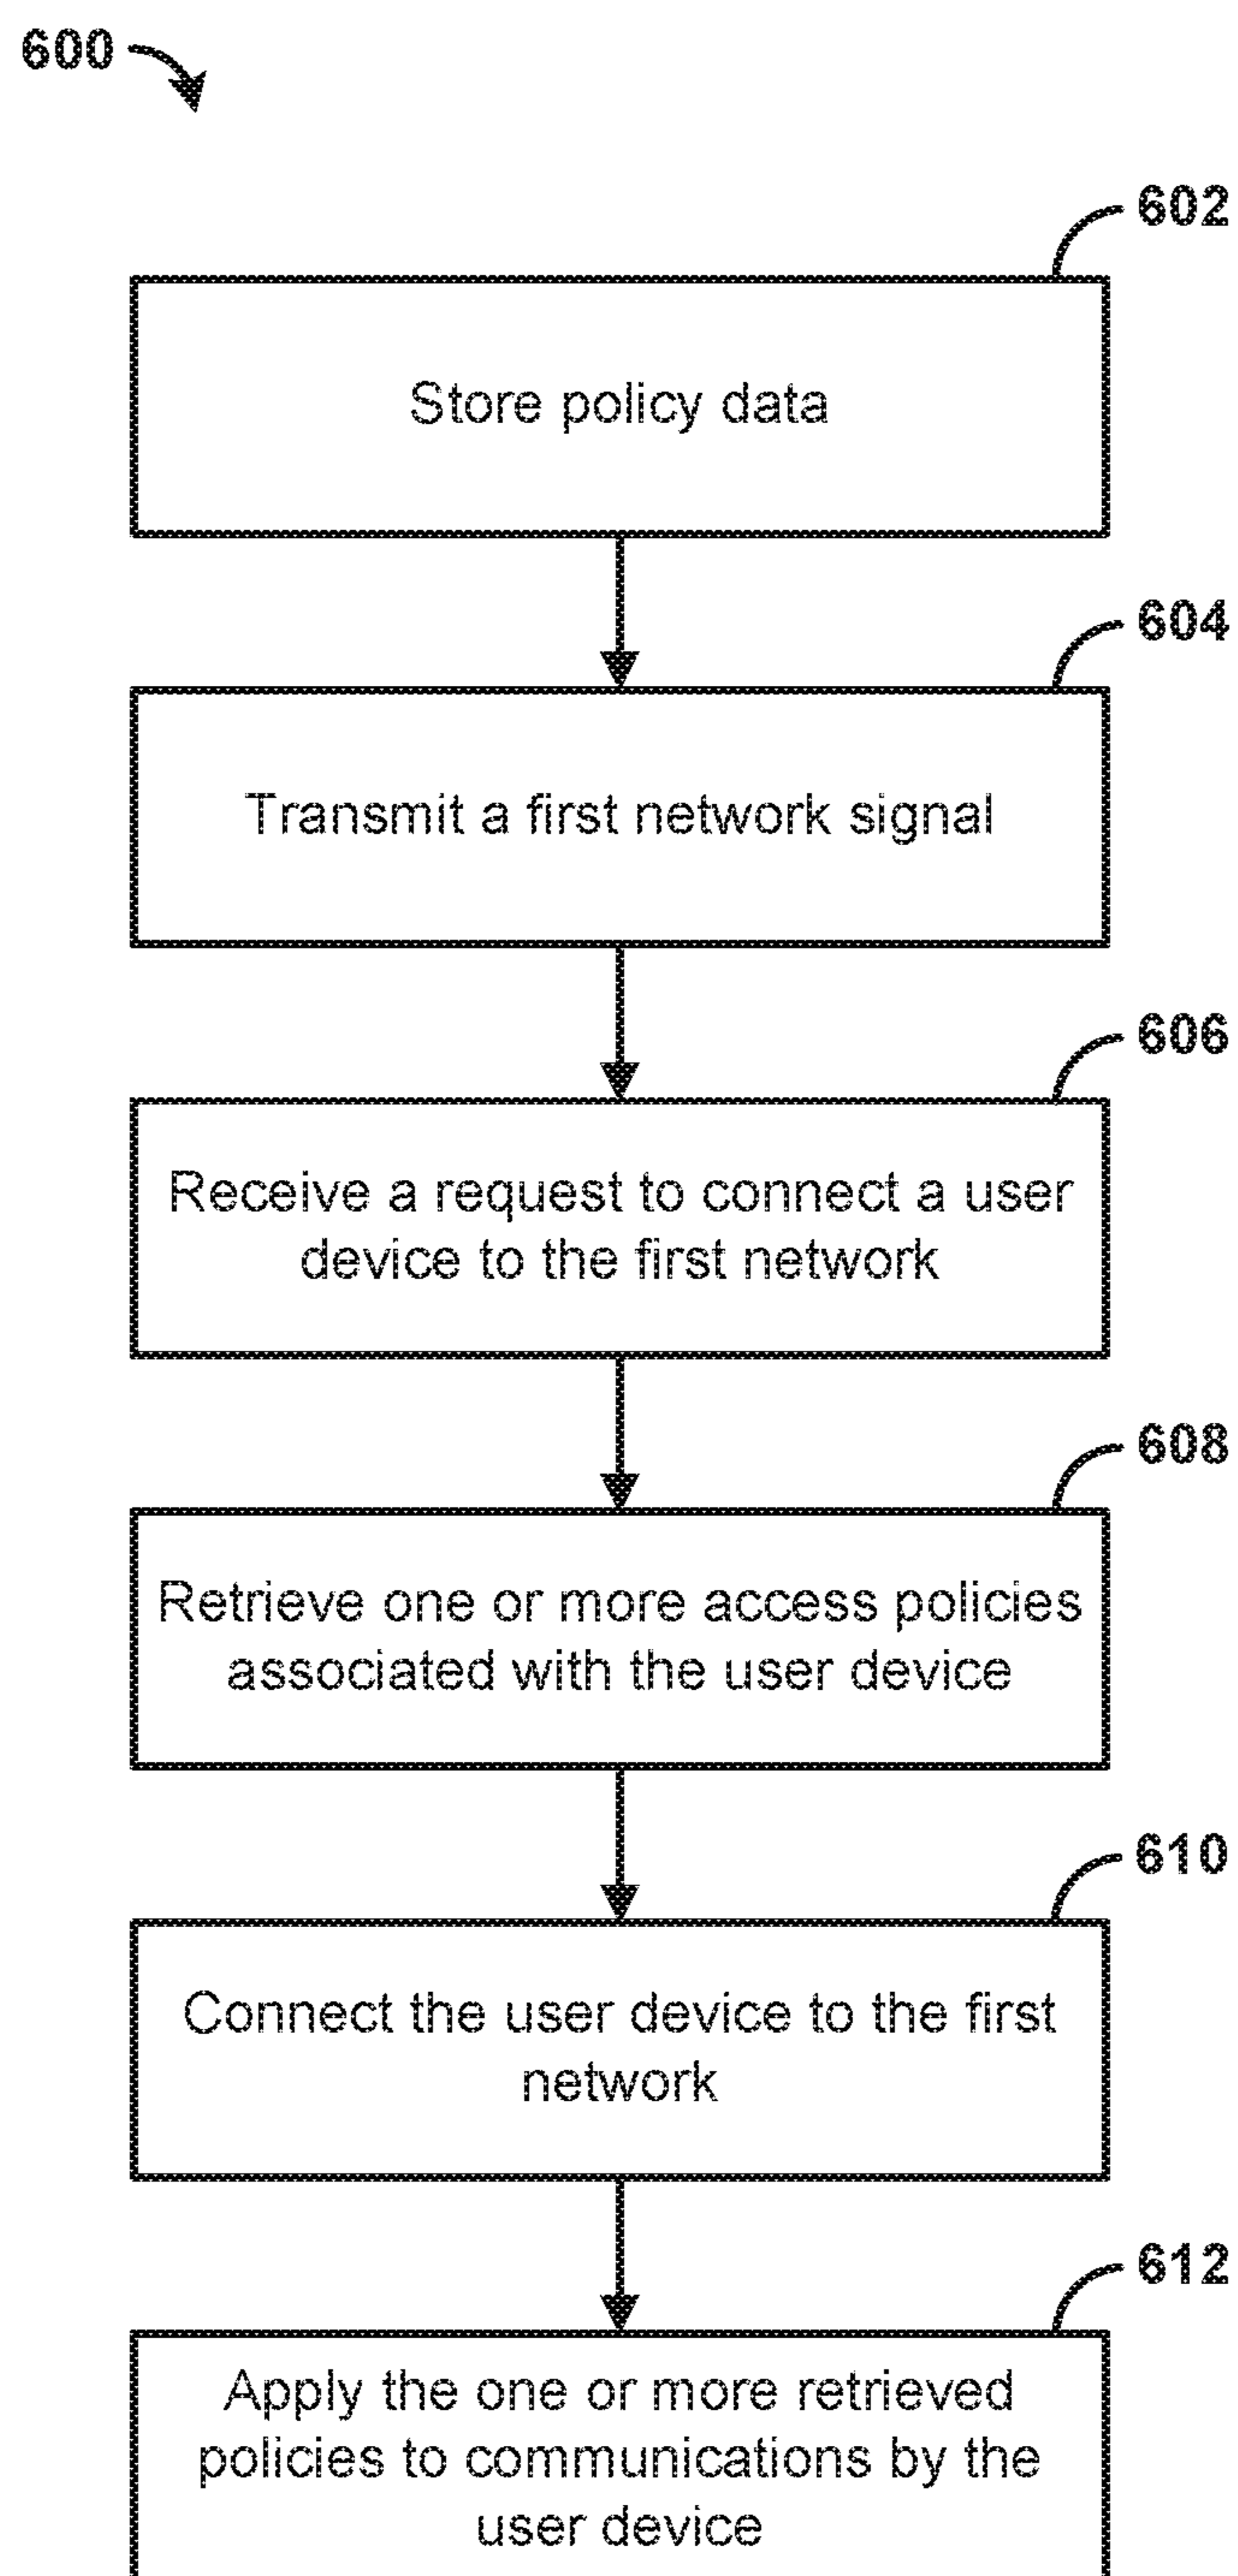 600
602
Store policy data
604
Transmit a first network signal
606
Receive a request to connect a user
device to the first network
608
Retrieve one or more access policies
associated with the user device
610
Connect the user device to the first
network
612
Apply the one or more retrieved
policies to communications by the
user device